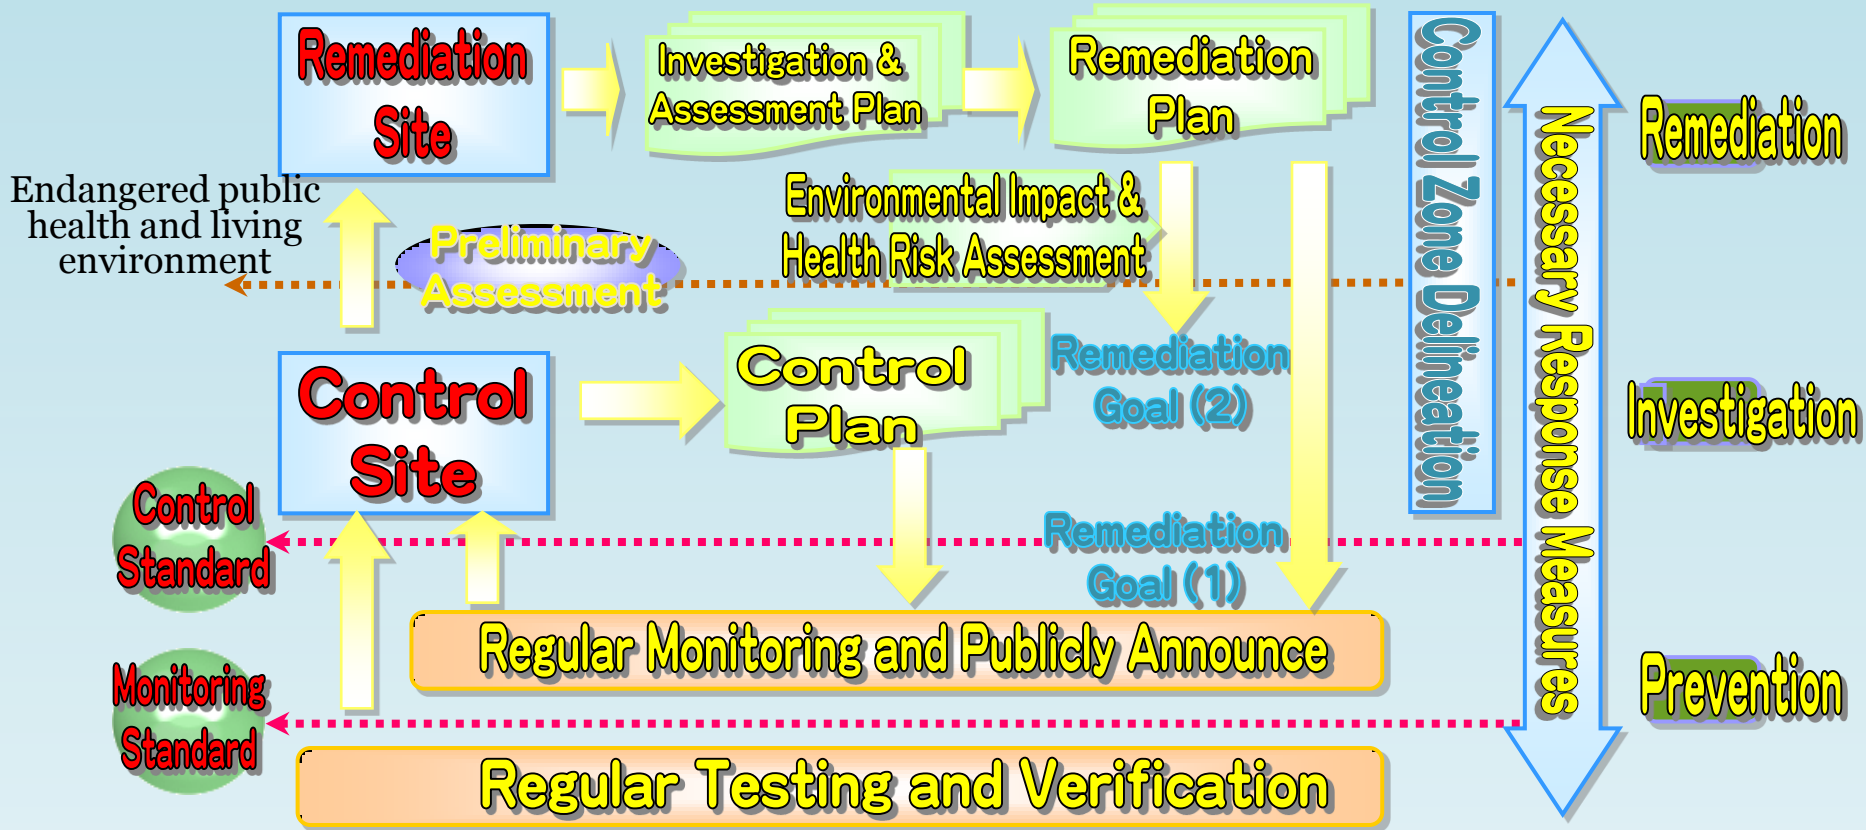 Remediation
Site
Investigation &
Assessment Plan
Remediation
Plan
Control Zone Delineation
Necessary Response Measures
Remediation
Endangered public
health and living
environment
Preliminary
Assessment
Environmental Impact &
Health Risk Assessment
Control
Site
Control
Plan
Remediation
Goal (2)
Investigation
Control
Standard
Remediation
Goal (1)
Regular Monitoring and Publicly Announce
Monitoring
Standard
Prevention
Regular Testing and Verification